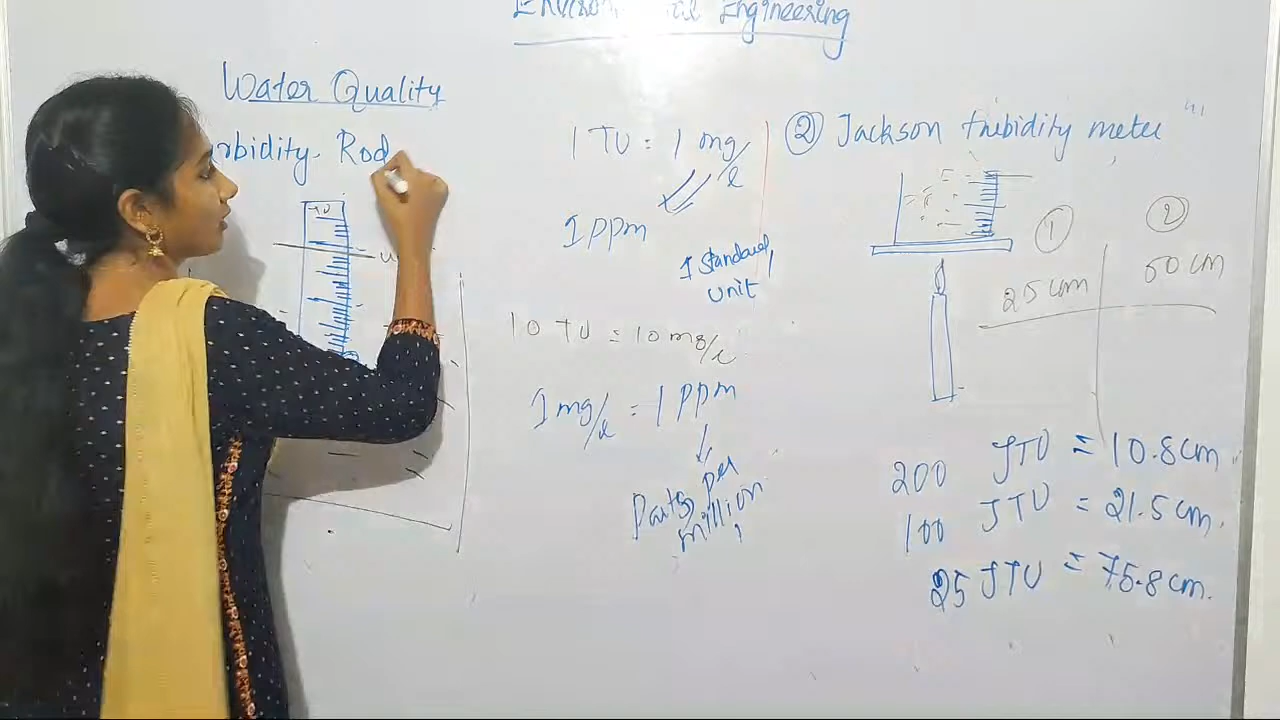 Engineering
Water Quality
Rod
1 TU = 1 mg/l
1 ppm
1 Standard
unit
10 TU = 10 mg/l
1 mg/l = 1 ppm
Parts per
million
② Jackson turbidity meter
① ②
25 cm 50 cm
200 JTU = 10.8 cm
100 JTU = 21.5 cm.
25 JTU = 75.8 cm.